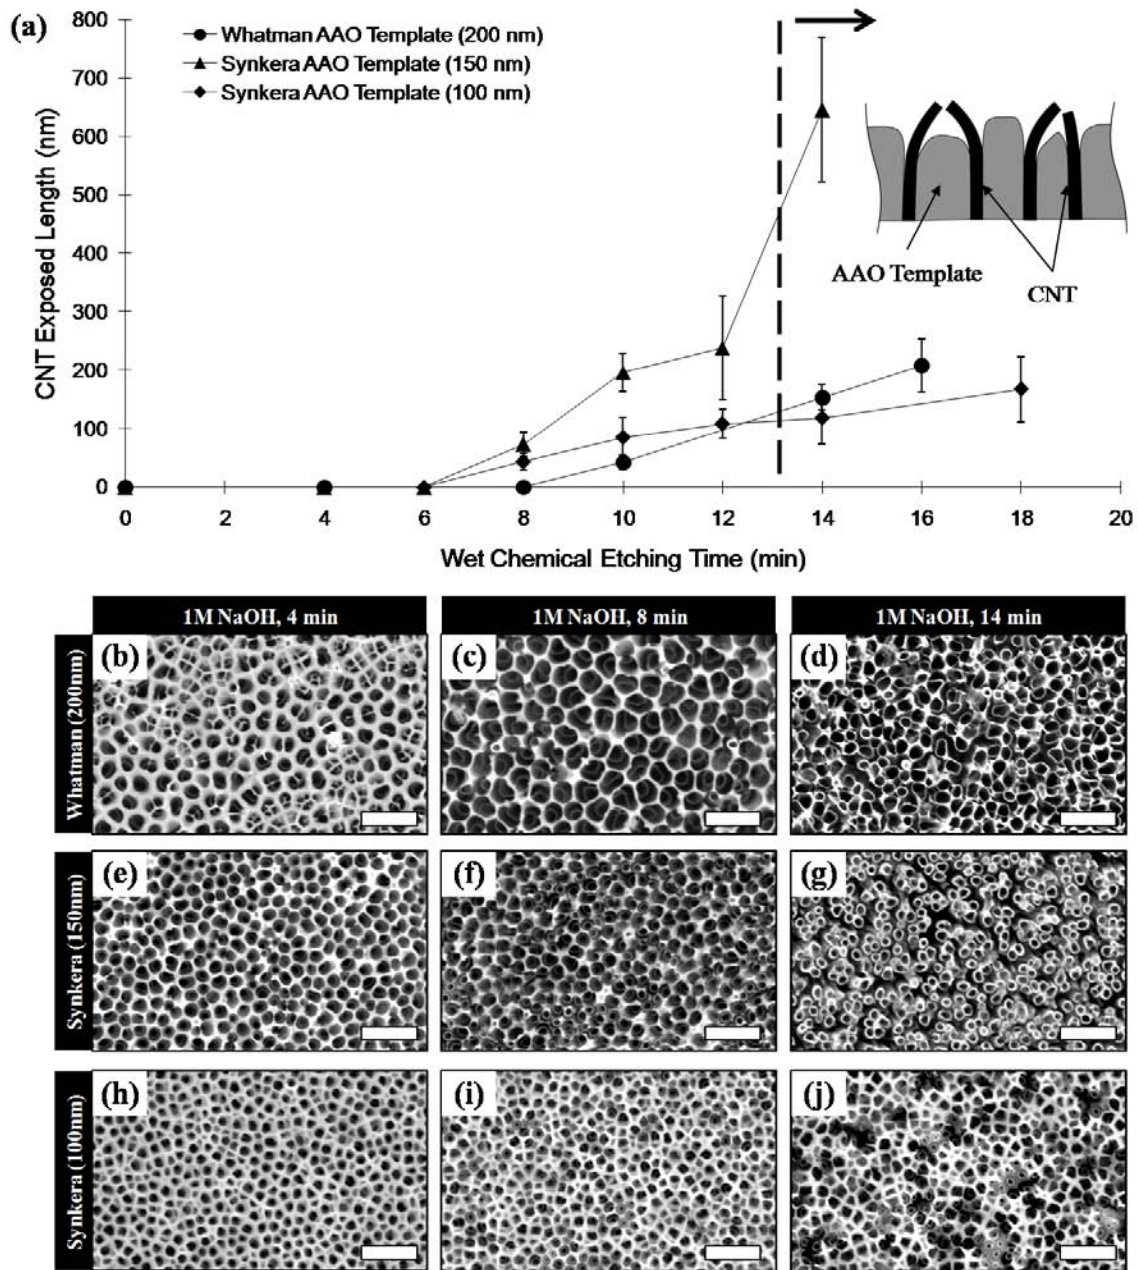 (a)
800
700
600
500
400
300
200
100
0
CNT Exposed Length (nm)
Whatman AAO Template (200 nm)
Synkera AAO Template (150 nm)
Synkera AAO Template (100 nm)
AAO Template
CNT
0 2 4 6 8 10 12 14 16 18 20
Wet Chemical Etching Time (min)
1M NaOH, 4 min
1M NaOH, 8 min
1M NaOH, 14 min
Whatman (200nm)
(b)
(c)
(d)
Synkera (150nm)
(e)
(f)
(g)
Synkera (100nm)
(h)
(i)
(j)